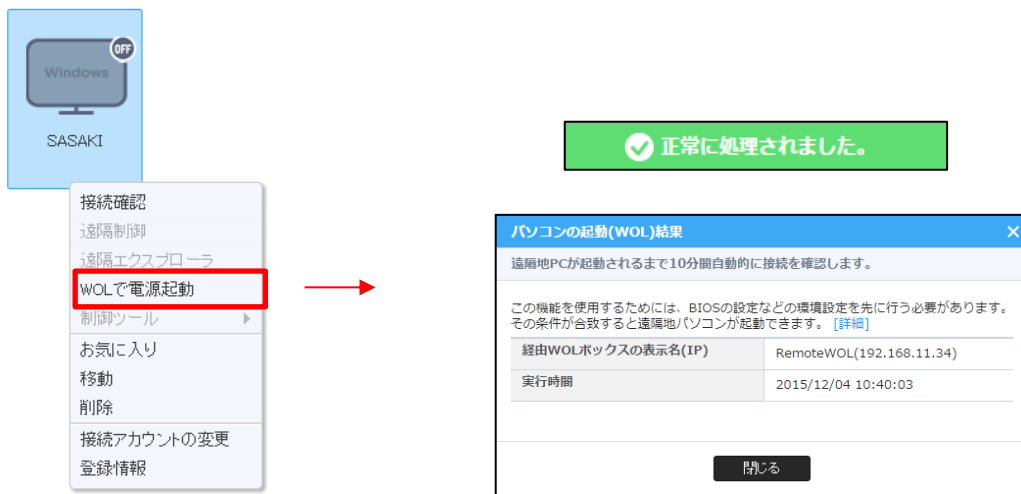 OFF
Windows
SASAKI
接続確認
遠隔制御
遠隔エクスプローラ
WOLで電源起動
制御ツール
お気に入り
移動
削除
接続アカウントの変更
登録情報
正常に処理されました。
パソコンの起動(WOL)結果
遠隔地PCが起動されるまで10分間自動的に接続を確認します。
この機能を使用するためには、BIOSの設定などの環境設定を先に行う必要があります。
その条件が合致すると遠隔地パソコンが起動できます。 [詳細]
経由WOLボックスの表示名(IP) RemoteWOL(192.168.11.34)
実行時間 2015/12/04 10:40:03
閉じる